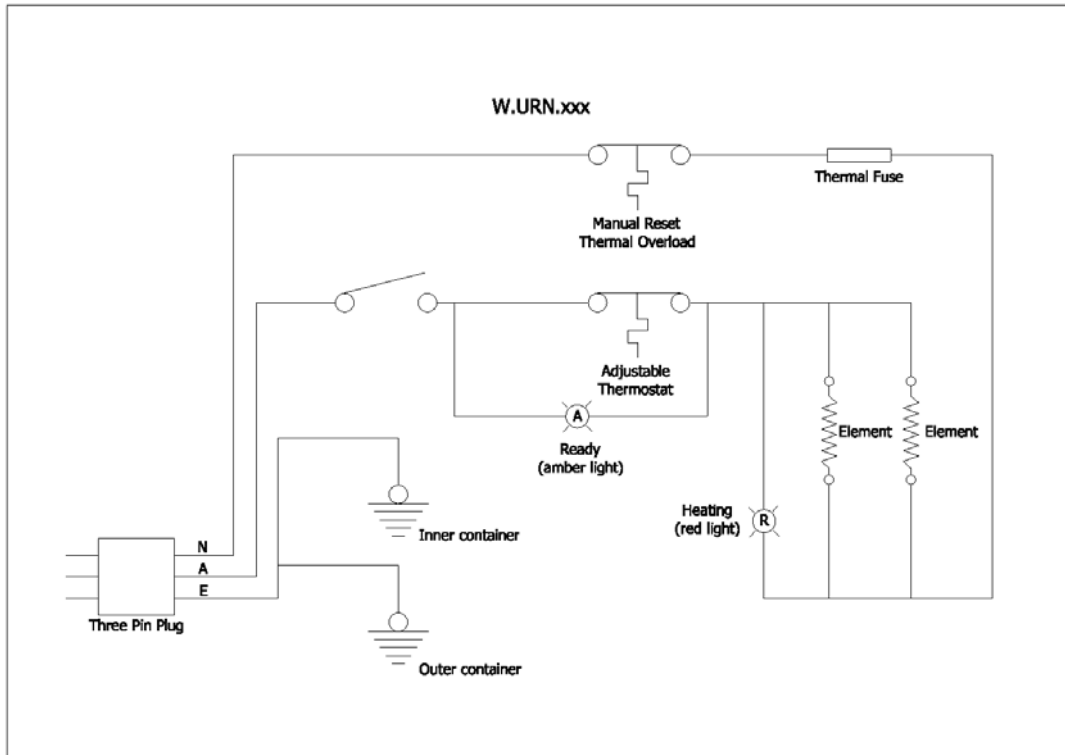 W.URN.xxx
Thermal Fuse
Manual Reset
Thermal Overload
Adjustable
Thermostat
A
Ready
(amber light)
Element
Element
Heating
(red light)
R
Inner container
N
A
E
Three Pin Plug
Outer container